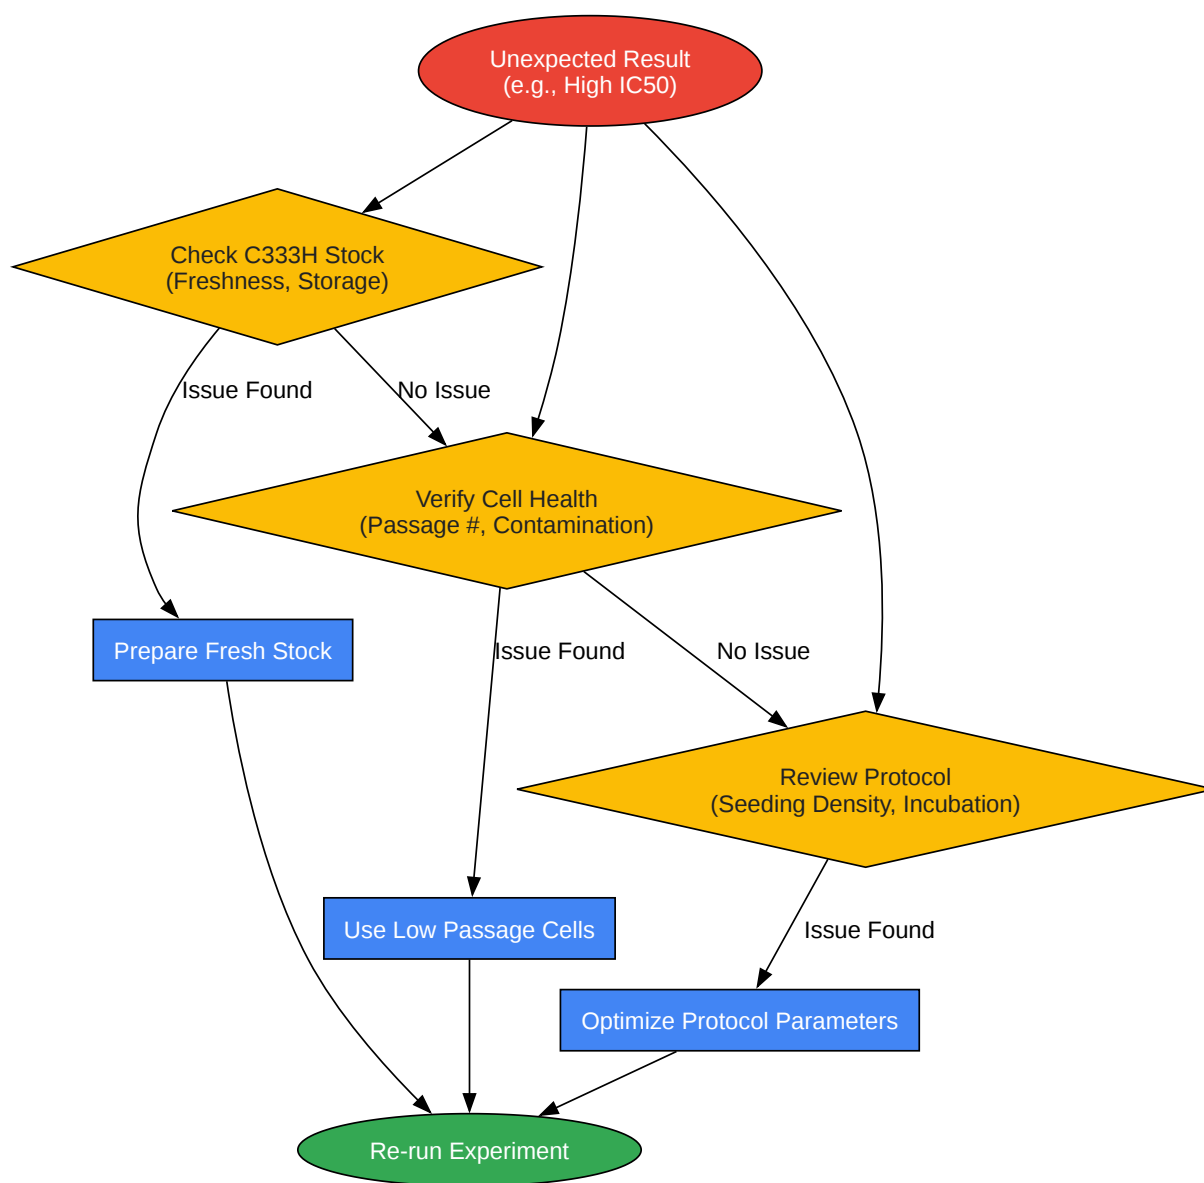 Unexpected Result
(e.g., High IC50)
Check C333H Stock
(Freshness, Storage)
Issue Found
No Issue
Verify Cell Health
(Passage #, Contamination)
Prepare Fresh Stock
Issue Found
No Issue
Review Protocol
(Seeding Density, Incubation)
Use Low Passage Cells
Issue Found
Optimize Protocol Parameters
Re-run Experiment